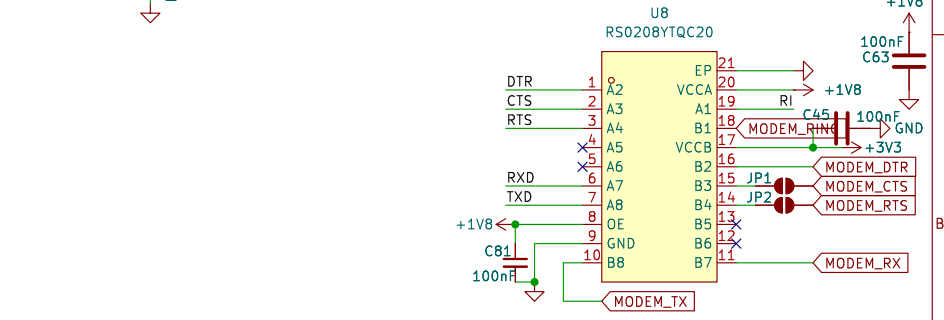 +1V8
U8
RS0208YTQC20
100nF
C63
EP 21
VCCA 20 +1V8
DTR 1 A2 A1 19 RI
CTS 2 A3 B1 18 MODEM_RING C45 100nF GND
RTS 3 A4 VCCB 17 +3V3
4 A5 B2 16 MODEM_DTR
5 A6 B3 15 JP1 MODEM_CTS
RXD 6 A7 B4 14 JP2 MODEM_RTS
TXD 7 A8 B5 13
+1V8 8 OE B6 12
9 GND B7 11 MODEM_RX
C81
10 B8
100nF
MODEM_TX
B